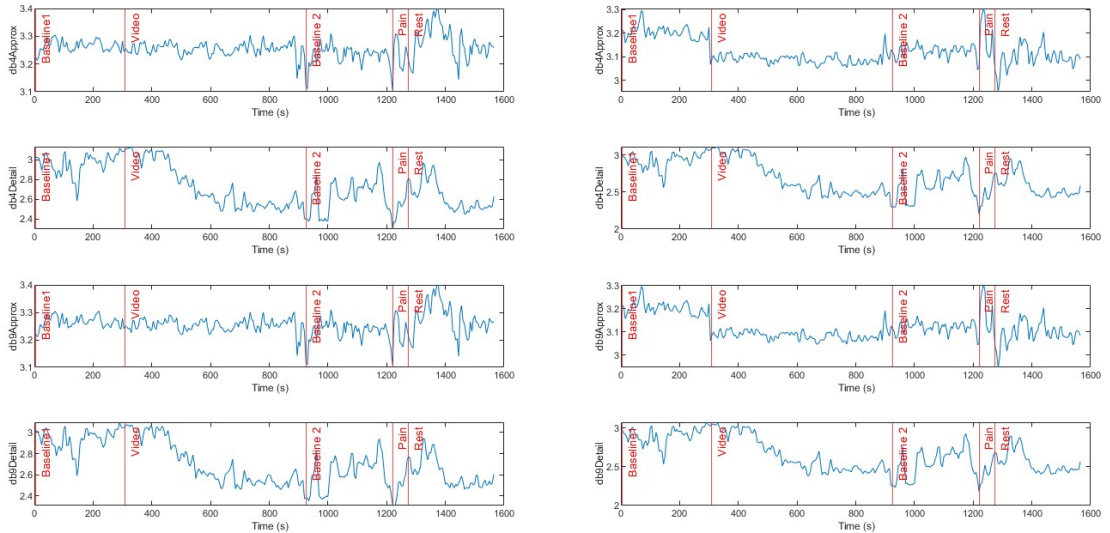 db4Approx
3.4
3.3
3.2
3.1
Baseline1
Video
Baseline 2
Pain
Rest
0 200 400 600 800 1000 1200 1400 1600
Time (s)
db4Approx
3.3
3.2
3.1
3
Baseline1
Video
Baseline 2
Pain
Rest
0 200 400 600 800 1000 1200 1400 1600
Time (s)
db4Detail
3
2.8
2.6
2.4
Baseline1
Video
Baseline 2
Pain
Rest
0 200 400 600 800 1000 1200 1400 1600
Time (s)
db4Detail
3
2.5
2
Baseline1
Video
Baseline 2
Pain
Rest
0 200 400 600 800 1000 1200 1400 1600
Time (s)
db9Approx
3.4
3.3
3.2
3.1
Baseline1
Video
Baseline 2
Pain
Rest
0 200 400 600 800 1000 1200 1400 1600
Time (s)
db9Approx
3.3
3.2
3.1
3
Baseline1
Video
Baseline 2
Pain
Rest
0 200 400 600 800 1000 1200 1400 1600
Time (s)
db9Detail
3
2.8
2.6
2.4
Baseline1
Video
Baseline 2
Pain
Rest
0 200 400 600 800 1000 1200 1400 1600
Time (s)
db9Detail
3
2.5
2
Baseline1
Video
Baseline 2
Pain
Rest
0 200 400 600 800 1000 1200 1400 1600
Time (s)